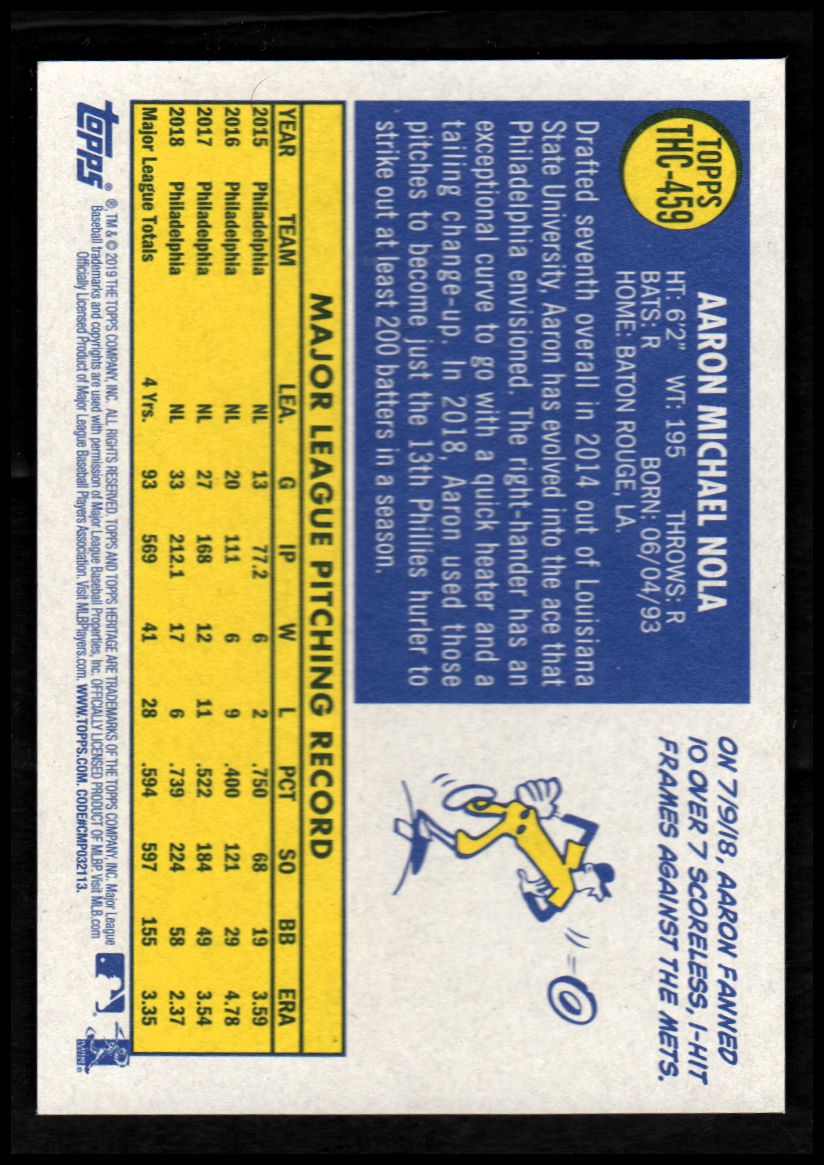 TOPPS
THC-459
AARON MICHAEL NOLA
HT: 6'2" WT: 195 THROWS: R
BATS: R BORN: 06/04/93
HOME: BATON ROUGE, LA.
Drafted seventh overall in 2014 out of Louisiana
State University, Aaron has evolved into the ace that
Philadelphia envisioned. The right-hander has an
exceptional curve to go with a quick heater and a
tailing change-up. In 2018, Aaron used those
pitches to become just the 13th Phillies hurler to
strike out at least 200 batters in a season.
ON 7/9/18, AARON FANNED
10 OVER 7 SCORELESS, 1-HIT
FRAMES AGAINST THE METS.
MAJOR LEAGUE PITCHING RECORD
YEAR TEAM LEA. G IP W L PCT SO BB ERA
2015 Philadelphia NL 13 77.2 6 2 .750 68 19 3.59
2016 Philadelphia NL 20 111 6 9 .400 121 29 4.78
2017 Philadelphia NL 27 168 12 11 .522 184 49 3.54
2018 Philadelphia NL 33 212.1 17 6 .739 224 58 2.37
Major League Totals 4 Yrs. 93 569 41 28 .594 597 155 3.35
topps®
®, TM & © 2019 THE TOPPS COMPANY, INC. ALL RIGHTS RESERVED. TOPPS AND TOPPS HERITAGE ARE TRADEMARKS OF THE TOPPS COMPANY, INC. Major League
Baseball trademarks and copyrights are used with permission of Major League Baseball Properties, Inc. OFFICIALLY LICENSED PRODUCT OF MLBP. Visit MLB.com
Officially Licensed Product of Major League Baseball Players Association. Visit MLBPlayers.com. WWW.TOPPS.COM. CODE#CMP032113.